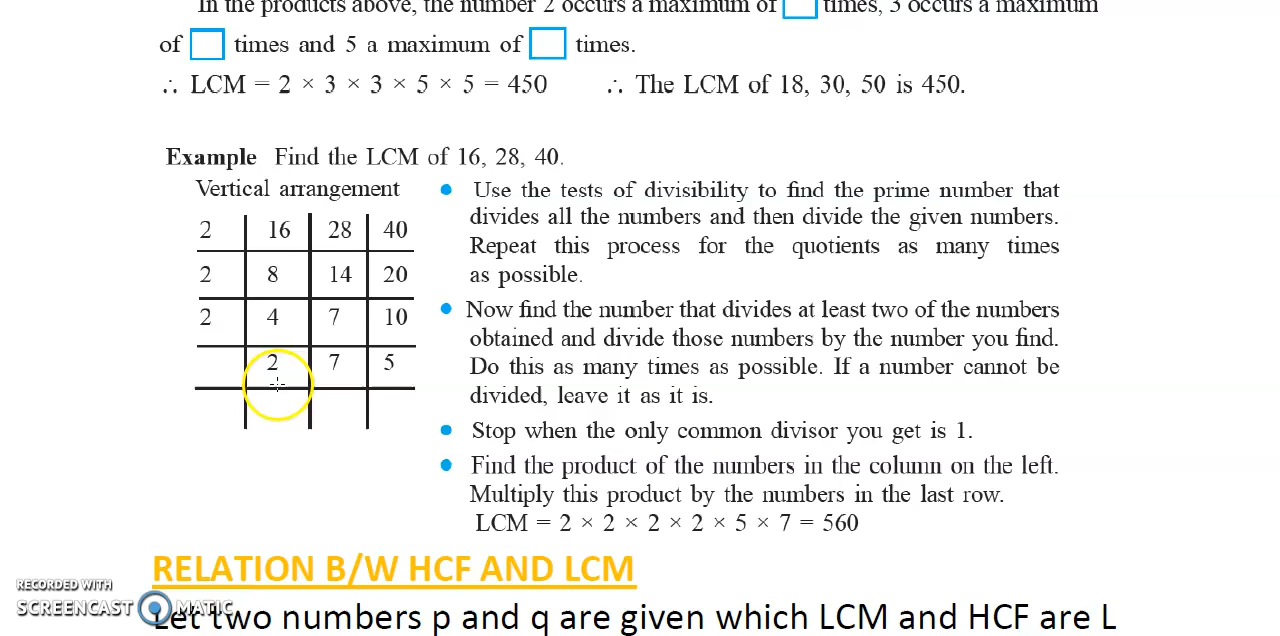 In the products above, the number 2 occurs a maximum of times, 3 occurs a maximum
of times and 5 a maximum of times.
∴ LCM = 2 × 3 × 3 × 5 × 5 = 450 ∴ The LCM of 18, 30, 50 is 450.
Example Find the LCM of 16, 28, 40.
Vertical arrangement
2 16 28 40
2 8 14 20
2 4 7 10
2 7 5
• Use the tests of divisibility to find the prime number that
divides all the numbers and then divide the given numbers.
Repeat this process for the quotients as many times
as possible.
• Now find the number that divides at least two of the numbers
obtained and divide those numbers by the number you find.
Do this as many times as possible. If a number cannot be
divided, leave it as it is.
• Stop when the only common divisor you get is 1.
• Find the product of the numbers in the column on the left.
Multiply this product by the numbers in the last row.
LCM = 2 × 2 × 2 × 2 × 5 × 7 = 560
RELATION B/W HCF AND LCM
Let two numbers p and q are given which LCM and HCF are L
RECORDED WITH
SCREENCAST MATIC